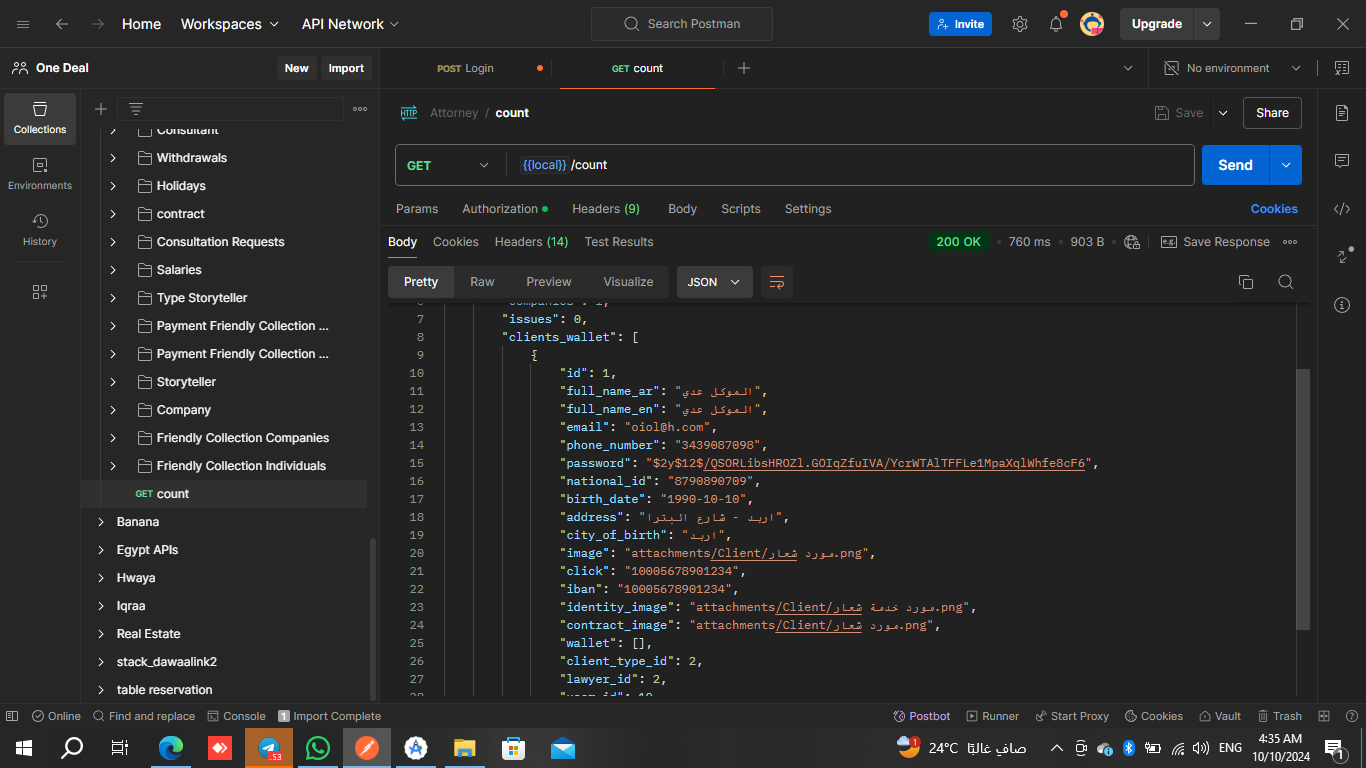 Home Workspaces API Network Search Postman Invite Upgrade
One Deal New Import POST Login GET count No environment
Collections
Environments
History
Consultant
Withdrawals
Holidays
contract
Consultation Requests
Salaries
Type Storyteller
Payment Friendly Collection ...
Payment Friendly Collection ...
Storyteller
Company
Friendly Collection Companies
Friendly Collection Individuals
GET count
Banana
Egypt APIs
Hwaya
Iqraa
Real Estate
stack_dawaalink2
table reservation
HTTP Attorney / count Save Share
GET {{local}} /count Send
Params Authorization Headers (9) Body Scripts Settings Cookies
Body Cookies Headers (14) Test Results 200 OK 760 ms 903 B e.g. Save Response
Pretty Raw Preview Visualize JSON
6 "companies": 1,
7 "issues": 0,
8 "clients_wallet": [
9 {
10 "id": 1,
11 "full_name_ar": "الموكل عدي",
12 "full_name_en": "الموكل عدي",
13 "email": "oiol@h.com",
14 "phone_number": "3439087098",
15 "password": "$2y$12$/QSORLibsHROZl.GOIqZfuIVA/YcrWTAlTFFLe1MpaXqlWhfe8cF6",
16 "national_id": "8790890709",
17 "birth_date": "1990-10-10",
18 "address": "اربد - شارع البترا",
19 "city_of_birth": "اربد",
20 "image": "attachments/Client/مورد شعار.png",
21 "click": "10005678901234",
22 "iban": "10005678901234",
23 "identity_image": "attachments/Client/مورد خدمة شعار.png",
24 "contract_image": "attachments/Client/مورد شعار.png",
25 "wallet": [],
26 "client_type_id": 2,
27 "lawyer_id": 2,
28 "user_id": 10
Online Find and replace Console 1 Import Complete Postbot Runner Start Proxy Cookies Vault Trash
.53 1 24°C صافٍ غالبًا ENG 4:35 AM
10/10/2024 1